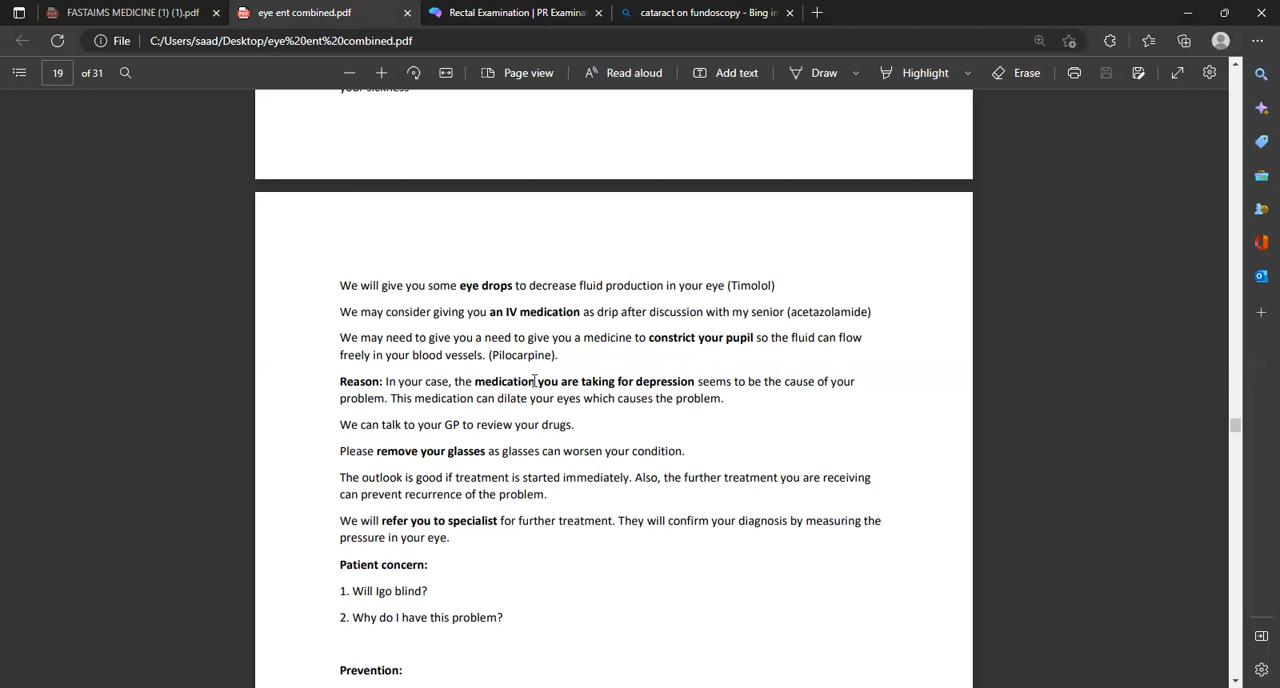 FASTAIMS MEDICINE (1) (1).pdf
eye ent combined.pdf
Rectal Examination | PR Examina
cataract on fundoscopy - Bing in
File
C:/Users/saad/Desktop/eye%20ent%20combined.pdf
19
of 31
Page view
Read aloud
Add text
Draw
Highlight
Erase
your sickness
We will give you some eye drops to decrease fluid production in your eye (Timolol)
We may consider giving you an IV medication as drip after discussion with my senior (acetazolamide)
We may need to give you a need to give you a medicine to constrict your pupil so the fluid can flow
freely in your blood vessels. (Pilocarpine).
Reason: In your case, the medication you are taking for depression seems to be the cause of your
problem. This medication can dilate your eyes which causes the problem.
We can talk to your GP to review your drugs.
Please remove your glasses as glasses can worsen your condition.
The outlook is good if treatment is started immediately. Also, the further treatment you are receiving
can prevent recurrence of the problem.
We will refer you to specialist for further treatment. They will confirm your diagnosis by measuring the
pressure in your eye.
Patient concern:
1. Will Igo blind?
2. Why do I have this problem?
Prevention: